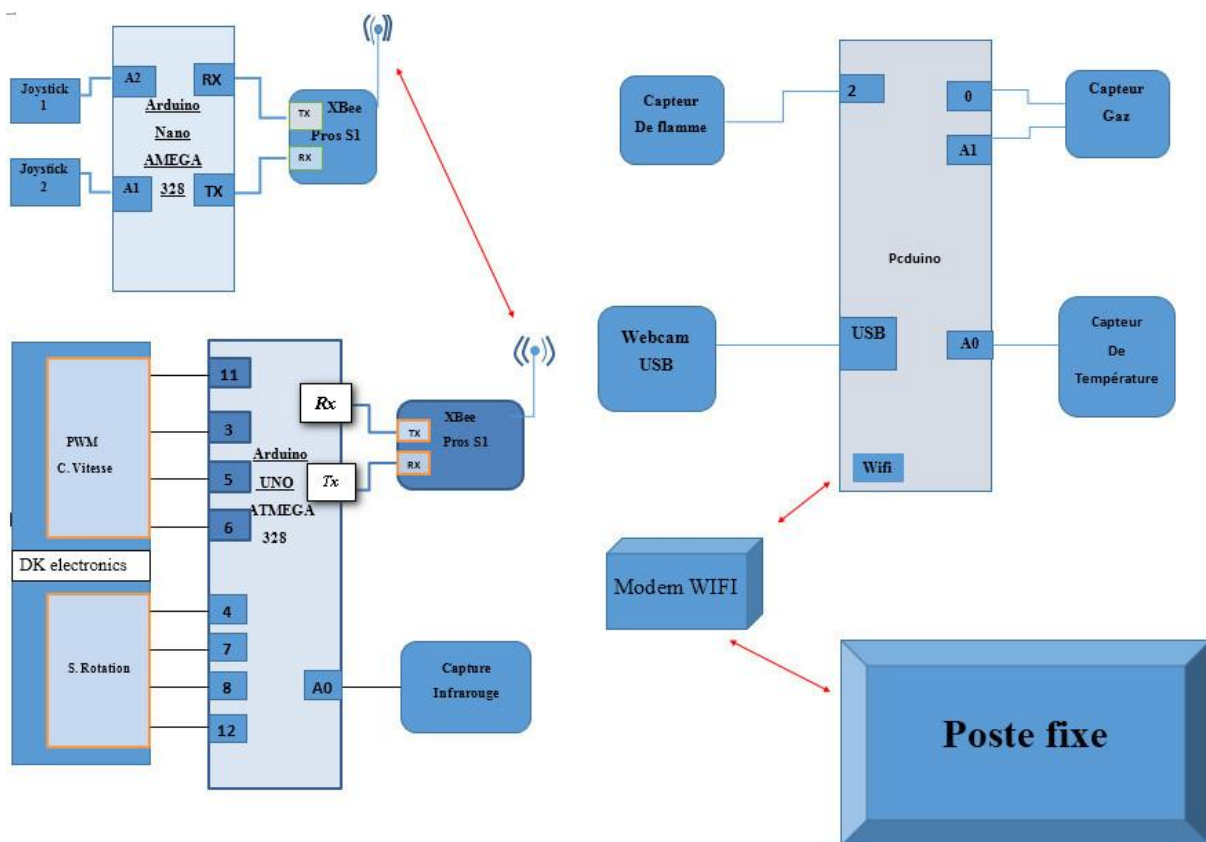 Joystick
1
A2
RX
Arduino
Nano
AMEGA
328
Joystick
2
A1
TX
TX
XBee
Pros S1
RX
Capteur
De flamme
2
0
A1
Capteur
Gaz
Pcduino
Webcam
USB
USB
A0
Capteur
De
Température
Wifi
PWM
C. Vitesse
DK electronics
S. Rotation
11
3
5
6
4
7
8
12
Arduino
UNO
ATMEGA
328
Rx
Tx
TX
RX
XBee
Pros S1
A0
Capture
Infrarouge
Modem WIFI
Poste fixe